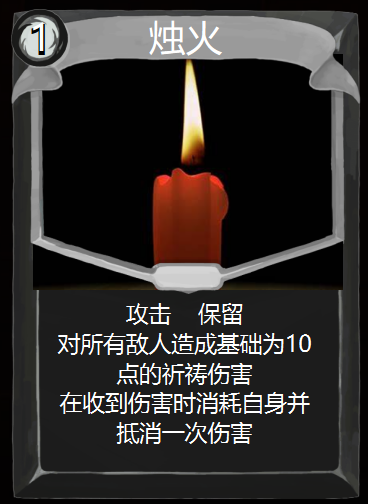 1
烛火
攻击 保留
对所有敌人造成基础为10
点的祈祷伤害
在收到伤害时消耗自身并
抵消一次伤害